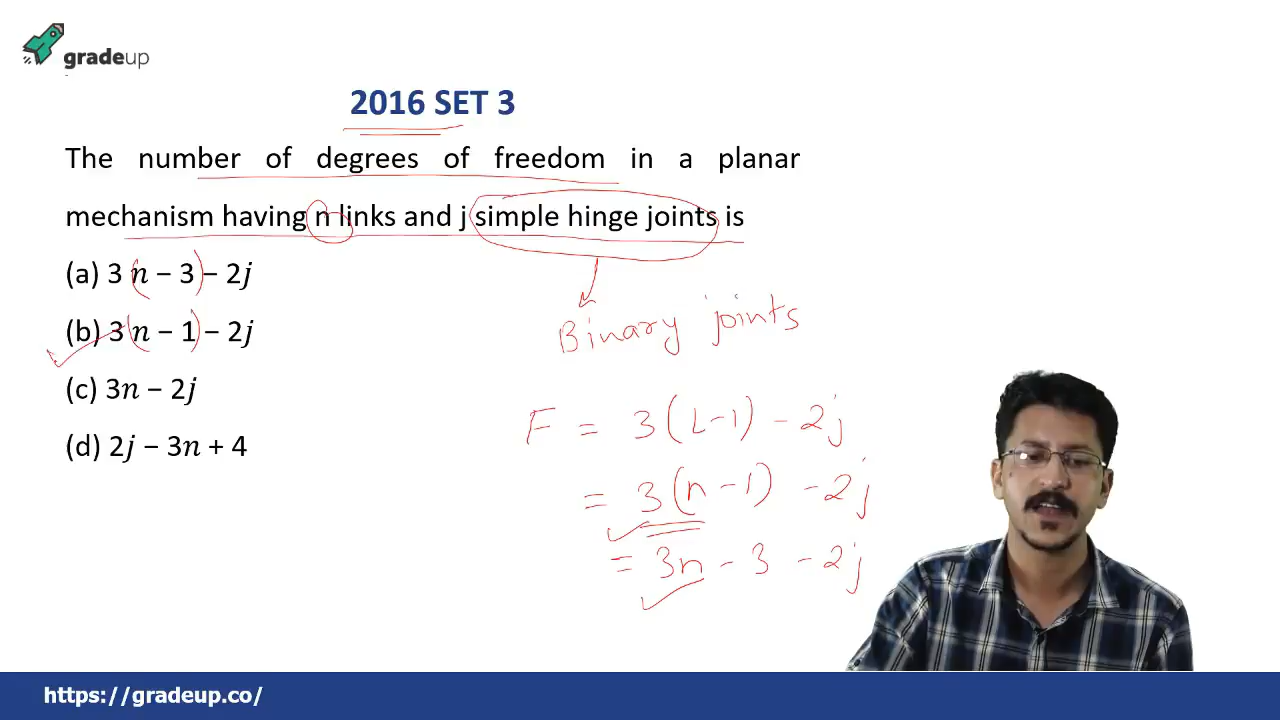 gradeup
2016 SET 3
The number of degrees of freedom in a planar
mechanism having n links and j simple hinge joints is
(a) 3(n − 3) − 2j
(b) 3(n − 1) − 2j
(c) 3n − 2j
(d) 2j − 3n + 4
Binary joints
F = 3(L-1) - 2j
= 3(n-1) - 2j
= 3n - 3 - 2j
https://gradeup.co/